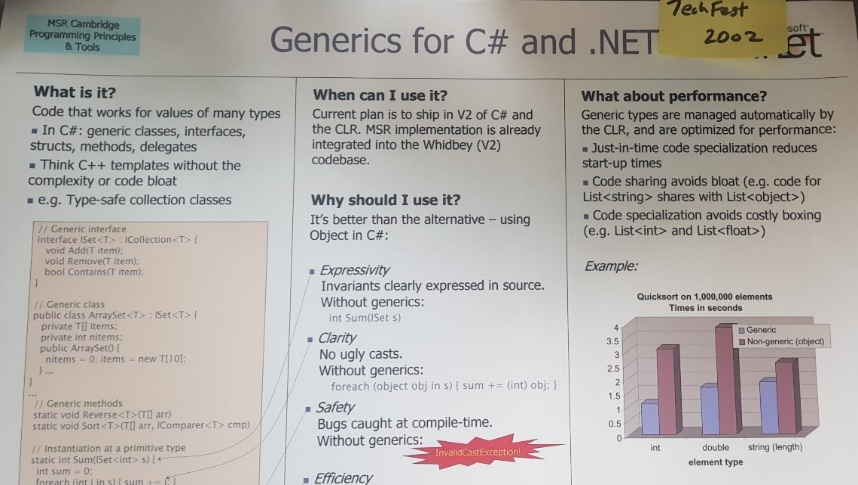 MSR Cambridge
Programming Principles
& Tools
Generics for C# and .NET
TechFest
2002
soft
et
What is it?
Code that works for values of many types
In C#: generic classes, interfaces,
structs, methods, delegates
Think C++ templates without the
complexity or code bloat
e.g. Type-safe collection classes
// Generic interface
interface ISet<T> : ICollection<T> {
void Add(T item);
void Remove(T item);
bool Contains(T item);
}
// Generic class
public class ArraySet<T> : ISet<T> {
private T[] items;
private int nitems;
public ArraySet() {
nitems = 0; items = new T[10];
} ...
}
...
// Generic methods
static void Reverse<T>(T[] arr)
static void Sort<T>(T[] arr, IComparer<T> cmp)
// Instantiation at a primitive type
static int Sum(ISet<int> s) {
int sum = 0;
foreach (int i in s) { sum += i; }
When can I use it?
Current plan is to ship in V2 of C# and
the CLR. MSR implementation is already
integrated into the Whidbey (V2)
codebase.
Why should I use it?
It's better than the alternative – using
Object in C#:
Expressivity
Invariants clearly expressed in source.
Without generics:
int Sum(ISet s)
Clarity
No ugly casts.
Without generics:
foreach (object obj in s) { sum += (int) obj; }
Safety
Bugs caught at compile-time.
Without generics:
InvalidCastException!
Efficiency
What about performance?
Generic types are managed automatically by
the CLR, and are optimized for performance:
Just-in-time code specialization reduces
start-up times
Code sharing avoids bloat (e.g. code for
List<string> shares with List<object>)
Code specialization avoids costly boxing
(e.g. List<int> and List<float>)
Example:
Quicksort on 1,000,000 elements
Times in seconds
4
3.5
3
2.5
2
1.5
1
0.5
0
Generic
Non-generic (object)
int double string (length)
element type